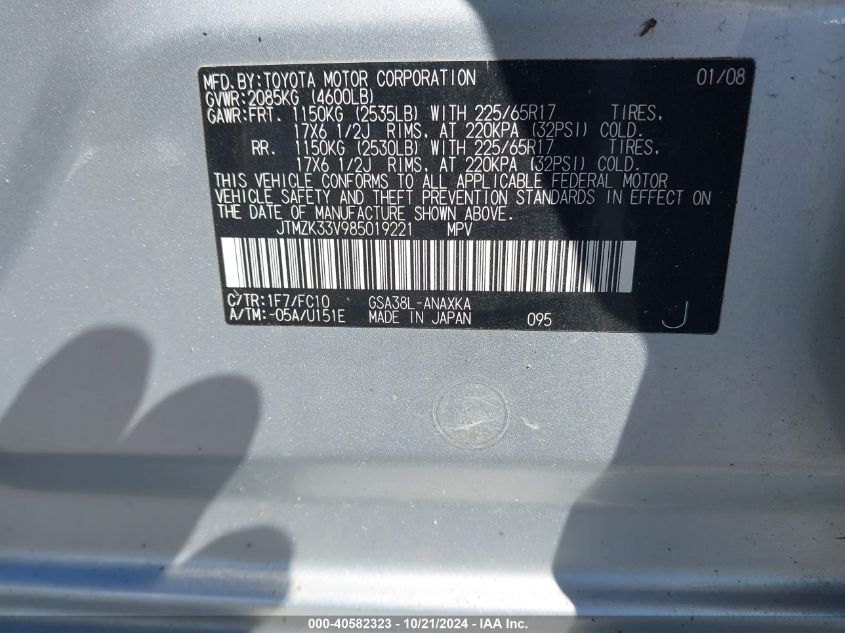 MFD.BY:TOYOTA MOTOR CORPORATION 01/08
GVWR:2085KG (4600LB)
GAWR:FRT. 1150KG (2535LB) WITH 225/65R17 TIRES,
17X6 1/2J RIMS, AT 220KPA (32PSI) COLD.
RR. 1150KG (2530LB) WITH 225/65R17 TIRES,
17X6 1/2J RIMS, AT 220KPA (32PSI) COLD.
THIS VEHICLE CONFORMS TO ALL APPLICABLE FEDERAL MOTOR
VEHICLE SAFETY AND THEFT PREVENTION STANDARDS IN EFFECT ON
THE DATE OF MANUFACTURE SHOWN ABOVE.
JTMZK33V985019221 MPV
C/TR:1F7/FC10 GSA38L-ANAXKA
A/TM:-05A/U151E MADE IN JAPAN 095 J
000-40582323 - 10/21/2024 - IAA Inc.